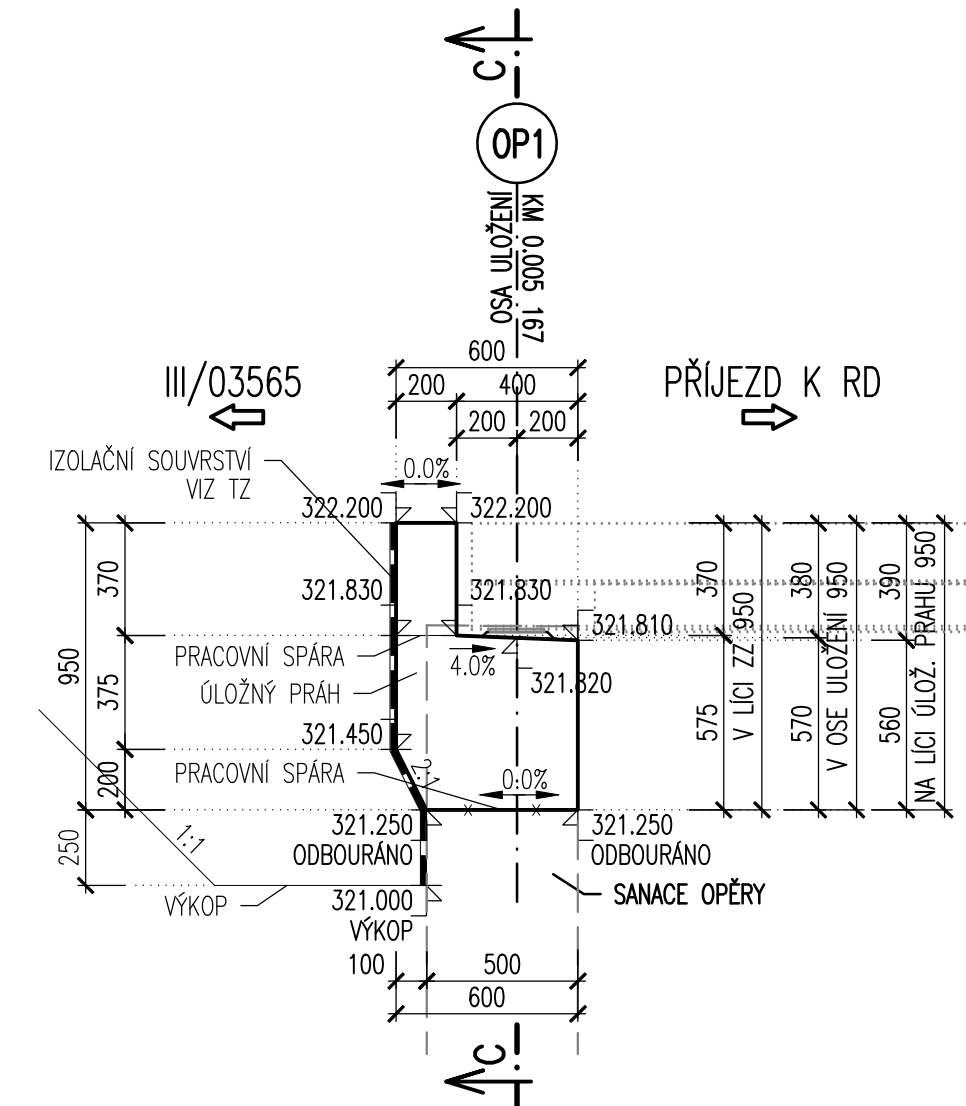 C
OP1
KM 0.005 167
OSA ULOŽENÍ
600
III/03565
PŘÍJEZD K RD
200
400
200
200
IZOLAČNÍ SOUVRSTVÍ
VIZ TZ
0.0%
322.200
322.200
370
321.830
321.830
370
380
390
321.810
PRACOVNÍ SPÁRA
4.0%
950
375
ÚLOŽNÝ PRÁH
321.820
575
V LÍCI ZZ 950
570
V OSE ULOŽENÍ 950
560
NA LÍCI ÚLOŽ. PRAHU 950
321.450
PRACOVNÍ SPÁRA
2:1
0.0%
200
321.250
ODBOURÁNO
321.250
ODBOURÁNO
250
1:1
VÝKOP
321.000
VÝKOP
SANACE OPĚRY
100
500
600
C